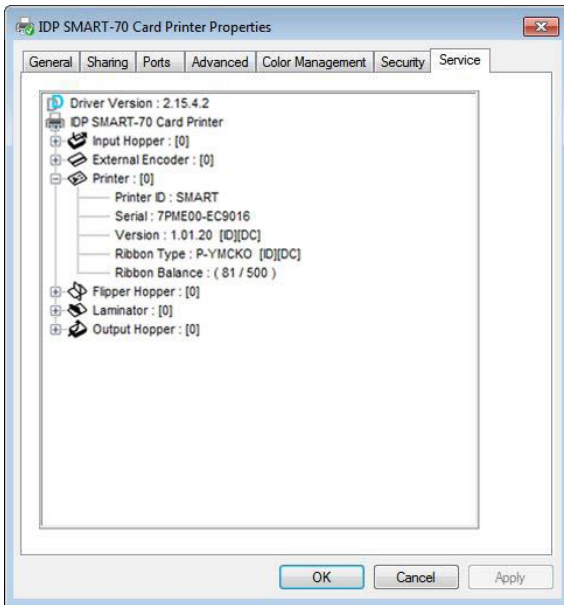 IDP SMART-70 Card Printer Properties
General Sharing Ports Advanced Color Management Security Service
Driver Version : 2.15.4.2
IDP SMART-70 Card Printer
Input Hopper : [0]
External Encoder : [0]
Printer : [0]
Printer ID : SMART
Serial : 7PME00-EC9016
Version : 1.01.20 [ID][DC]
Ribbon Type : P-YMCKO [ID][DC]
Ribbon Balance : ( 81 / 500 )
Flipper Hopper : [0]
Laminator : [0]
Output Hopper : [0]
OK Cancel Apply